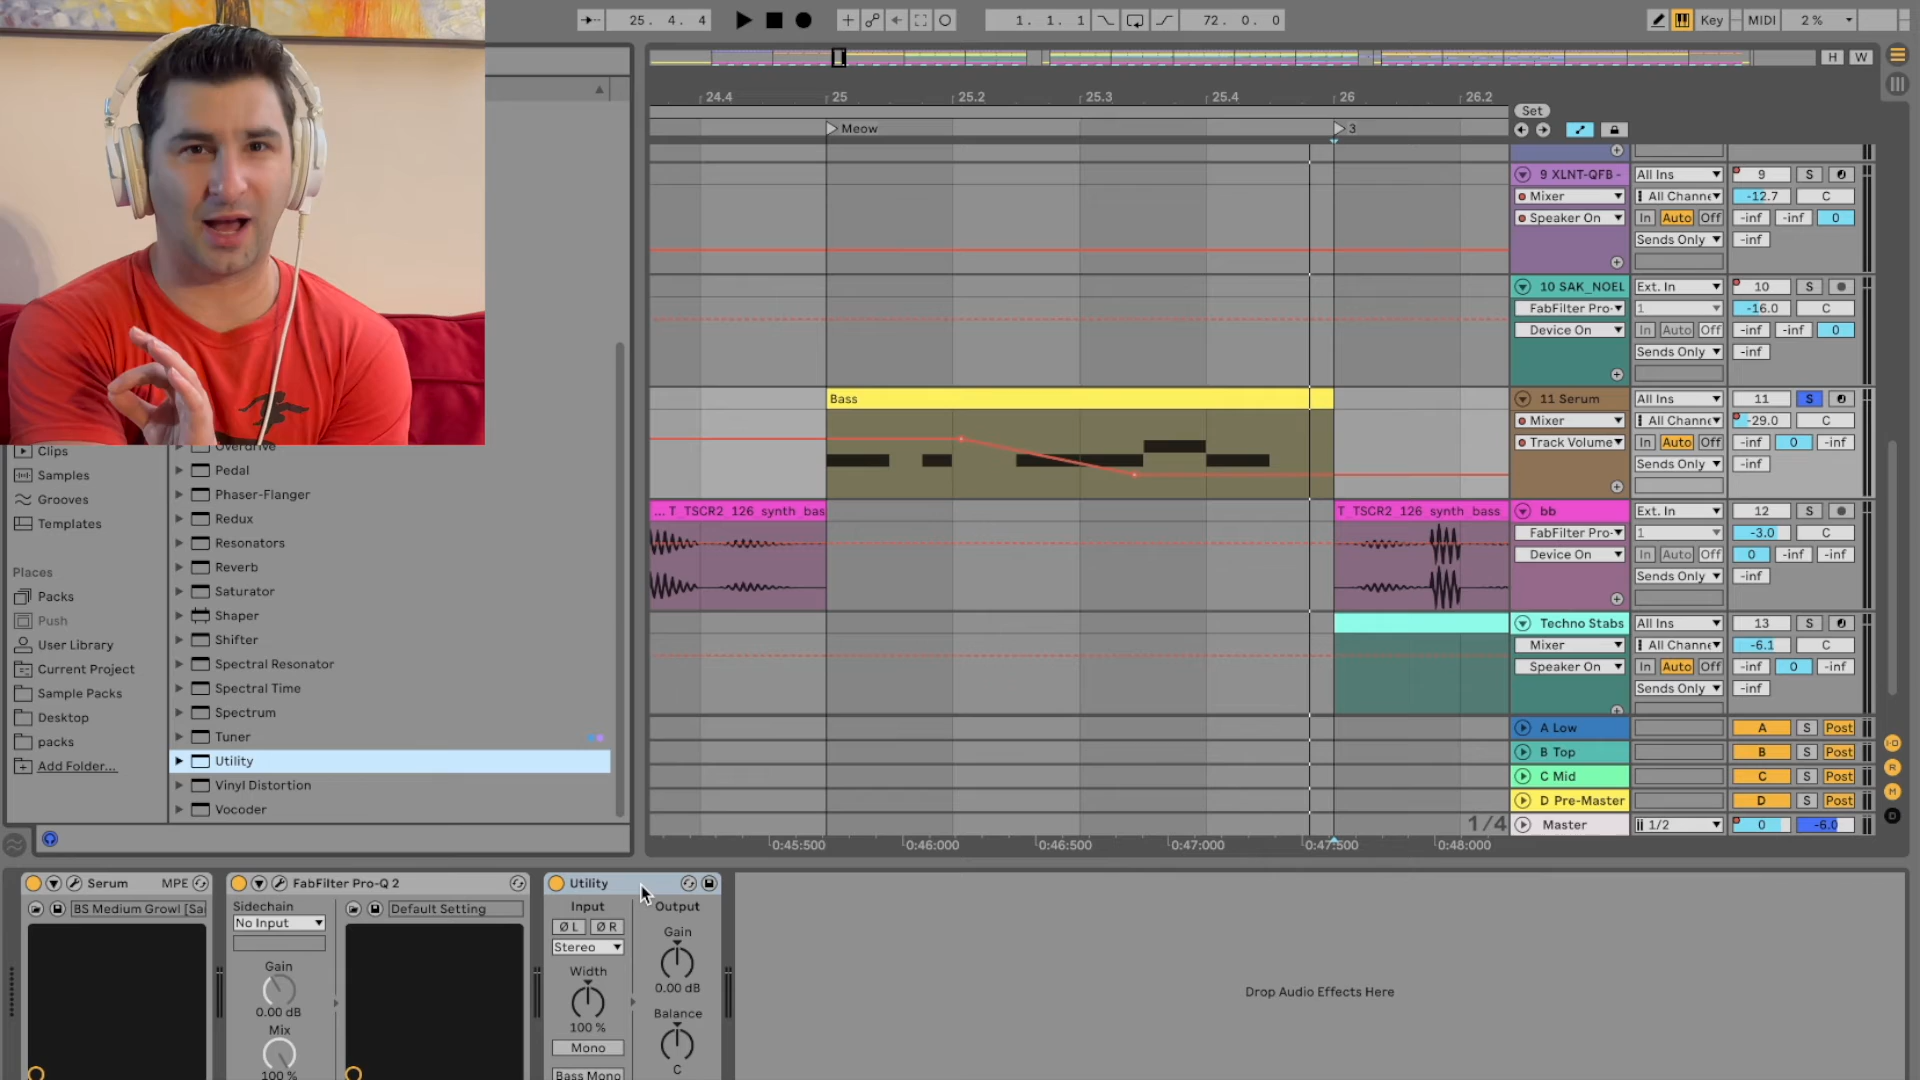 25. 4. 4
1. 1. 1
72. 0. 0
Key
MIDI
2 %
H
W
24.4
25
25.2
25.3
25.4
26
26.2
Set
Meow
3
9 XLNT-QFB -
All Ins
9
S
Mixer
All Channe
-12.7
C
Speaker On
In
Auto
Off
-inf
-inf
0
Sends Only
-inf
10 SAK_NOEL
Ext. In
10
S
FabFilter Pro-
1
-16.0
C
Device On
In
Auto
Off
-inf
-inf
0
Sends Only
-inf
Bass
11 Serum
All Ins
11
S
Mixer
All Channe
-29.0
C
Track Volume
In
Auto
Off
-inf
0
-inf
Sends Only
-inf
... T_TSCR2_126_synth_bas
T_TSCR2_126_synth_bass
bb
Ext. In
12
S
FabFilter Pro-
1
-3.0
C
Device On
In
Auto
Off
0
-inf
-inf
Sends Only
-inf
Techno Stabs
All Ins
13
S
Mixer
All Channe
-6.1
C
Speaker On
In
Auto
Off
-inf
0
-inf
Sends Only
-inf
A Low
A
S
Post
B Top
B
S
Post
C Mid
C
S
Post
D Pre-Master
D
S
Post
1/4
Master
1/2
0
-6.0
0:45:500
0:46:000
0:46:500
0:47:000
0:47:500
0:48:000
I·O
R
M
D
Clips
Samples
Grooves
Templates
Places
Packs
Push
User Library
Current Project
Sample Packs
Desktop
packs
Add Folder...
Overdrive
Pedal
Phaser-Flanger
Redux
Resonators
Reverb
Saturator
Shaper
Shifter
Spectral Resonator
Spectral Time
Spectrum
Tuner
Utility
Vinyl Distortion
Vocoder
Serum
MPE
BS Medium Growl [Sa
FabFilter Pro-Q 2
Sidechain
No Input
Gain
0.00 dB
Mix
100 %
Default Setting
Utility
Input
Output
Ø L
Ø R
Stereo
Gain
0.00 dB
Width
100 %
Balance
C
Mono
Bass Mono
Drop Audio Effects Here